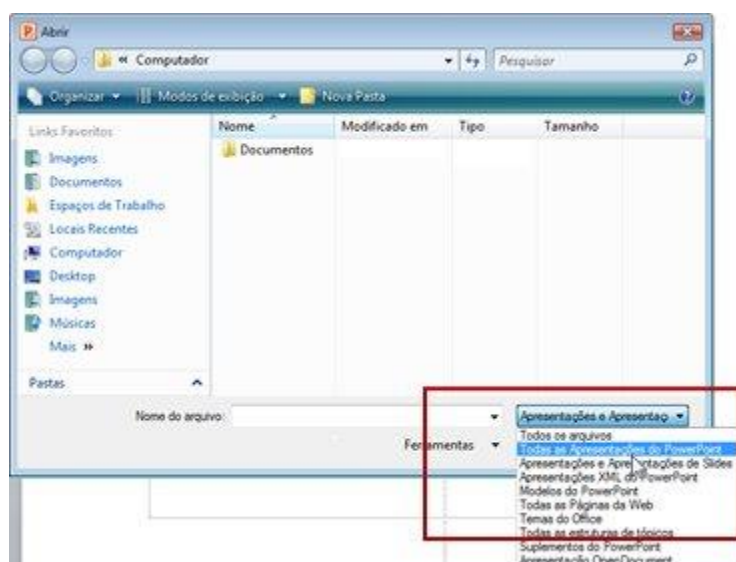 Abrir
Computador
Pesquisar
Organizar
Modos de exibição
Nova Pasta
Links Favoritos
Nome
Modificado em
Tipo
Tamanho
Imagens
Documentos
Documentos
Espaços de Trabalho
Locais Recentes
Computador
Desktop
Imagens
Músicas
Mais »
Pastas
Nome do arquivo:
Apresentações e Apresentaç
Ferramentas
Todos os arquivos
Todas as Apresentações do PowerPoint
Apresentações e Apresentações de Slides
Apresentações XML do PowerPoint
Modelos do PowerPoint
Todas as Páginas da Web
Temas do Office
Todas as estruturas de tópicos
Suplementos do PowerPoint
Apresentação OpenDocument